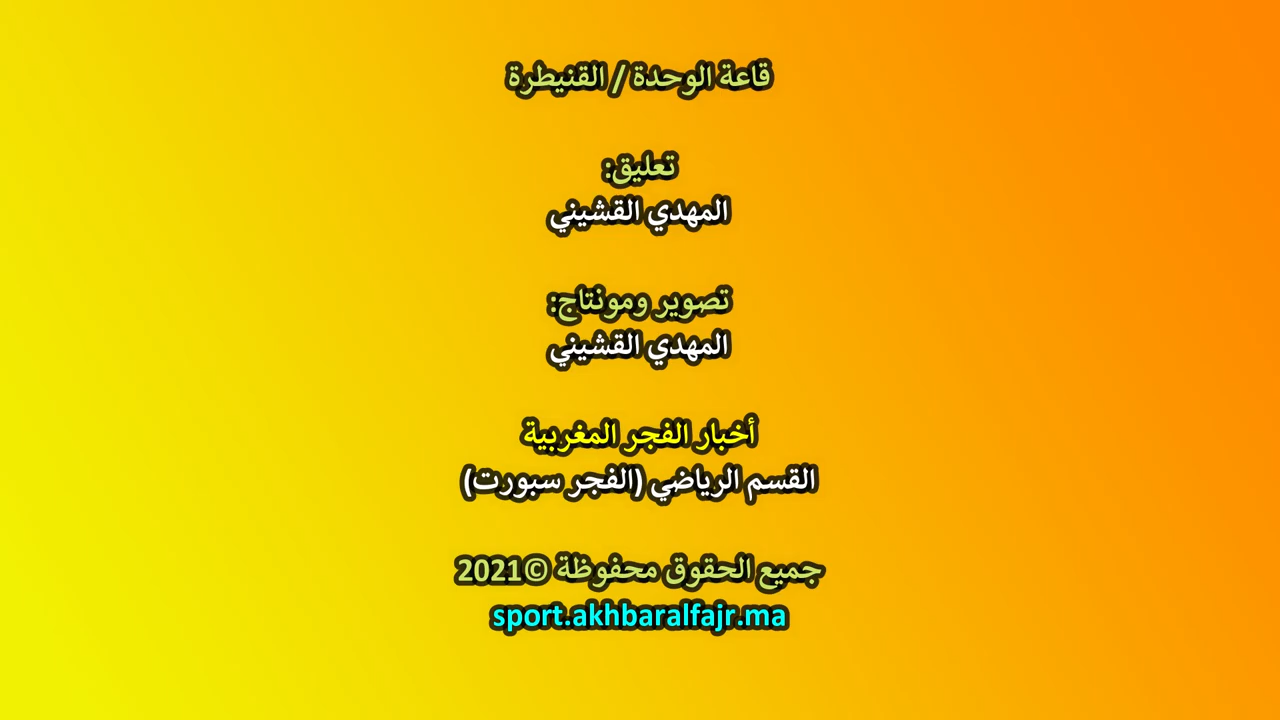 قاعة الوحدة / القنيطرة
تعليق:
المهدي القشيني
تصوير ومونتاج:
المهدي القشيني
أخبار الفجر المغربية
القسم الرياضي (الفجر سبورت)
جميع الحقوق محفوظة ©2021
sport.akhbaralfajr.ma